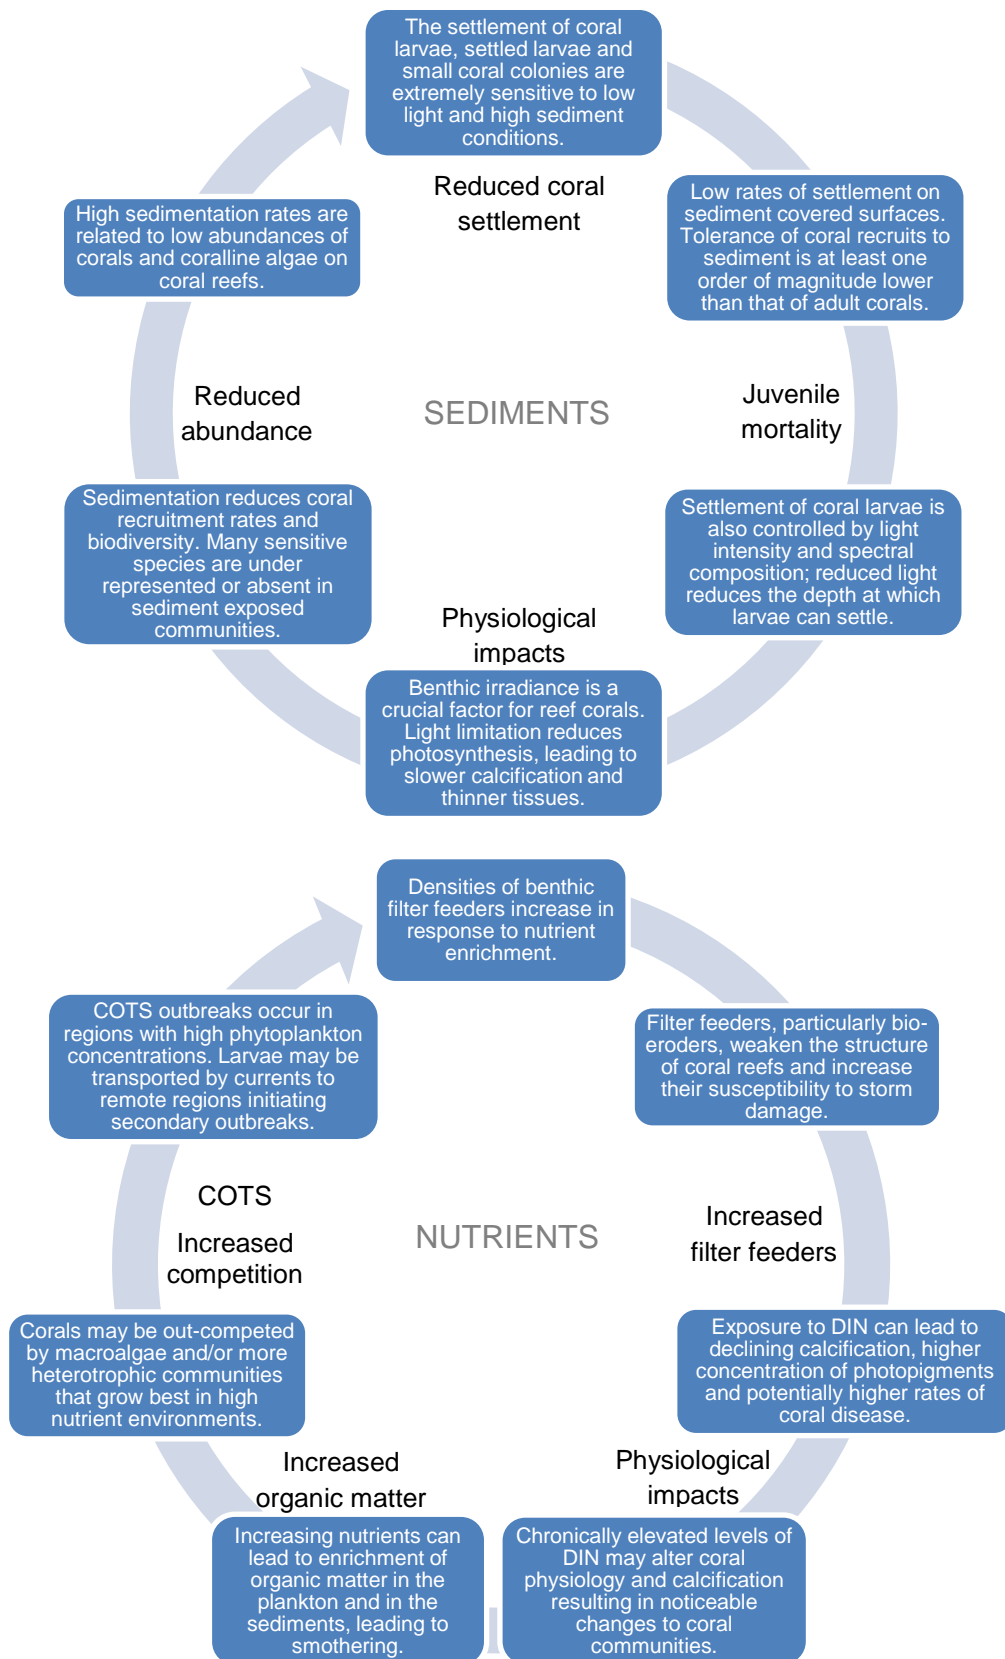 The settlement of coral
larvae, settled larvae and
small coral colonies are
extremely sensitive to low
light and high sediment
conditions.
Reduced coral
settlement
Low rates of settlement on
sediment covered surfaces.
Tolerance of coral recruits to
sediment is at least one
order of magnitude lower
than that of adult corals.
High sedimentation rates are
related to low abundances of
corals and coralline algae on
coral reefs.
Reduced
abundance
SEDIMENTS
Juvenile
mortality
Sedimentation reduces coral
recruitment rates and
biodiversity. Many sensitive
species are under
represented or absent in
sediment exposed
communities.
Settlement of coral larvae is
also controlled by light
intensity and spectral
composition; reduced light
reduces the depth at which
larvae can settle.
Physiological
impacts
Benthic irradiance is a
crucial factor for reef corals.
Light limitation reduces
photosynthesis, leading to
slower calcification and
thinner tissues.
Densities of benthic
filter feeders increase in
response to nutrient
enrichment.
COTS outbreaks occur in
regions with high phytoplankton
concentrations. Larvae may be
transported by currents to
remote regions initiating
secondary outbreaks.
Filter feeders, particularly bio-
eroders, weaken the structure
of coral reefs and increase
their susceptibility to storm
damage.
COTS
Increased
competition
NUTRIENTS
Increased
filter feeders
Corals may be out-competed
by macroalgae and/or more
heterotrophic communities
that grow best in high
nutrient environments.
Exposure to DIN can lead to
declining calcification, higher
concentration of photopigments
and potentially higher rates of
coral disease.
Increased
organic matter
Physiological
impacts
Increasing nutrients can
lead to enrichment of
organic matter in the
plankton and in the
sediments, leading to
smothering.
Chronically elevated levels of
DIN may alter coral
physiology and calcification
resulting in noticeable
changes to coral
communities.